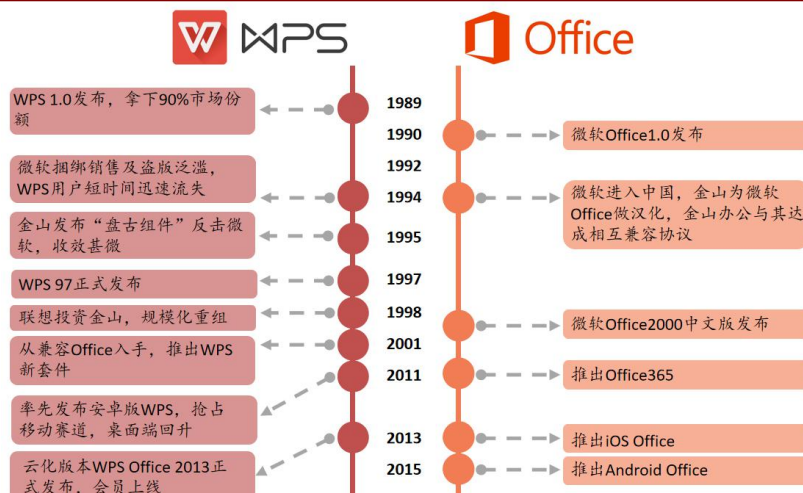 WPS
Office
WPS 1.0发布，拿下90%市场份
额
微软捆绑销售及盗版泛滥，
WPS用户短时间迅速流失
金山发布“盘古组件”反击微
软，收效甚微
WPS 97正式发布
联想投资金山，规模化重组
从兼容Office入手，推出WPS
新套件
率先发布安卓版WPS，抢占
移动赛道，桌面端回升
云化版本WPS Office 2013正
式发布，会员上线
1989
1990
1992
1994
1995
1997
1998
2001
2011
2013
2015
微软Office1.0发布
微软进入中国，金山为微软
Office做汉化，金山办公与其达
成相互兼容协议
微软Office2000中文版发布
推出Office365
推出iOS Office
推出Android Office